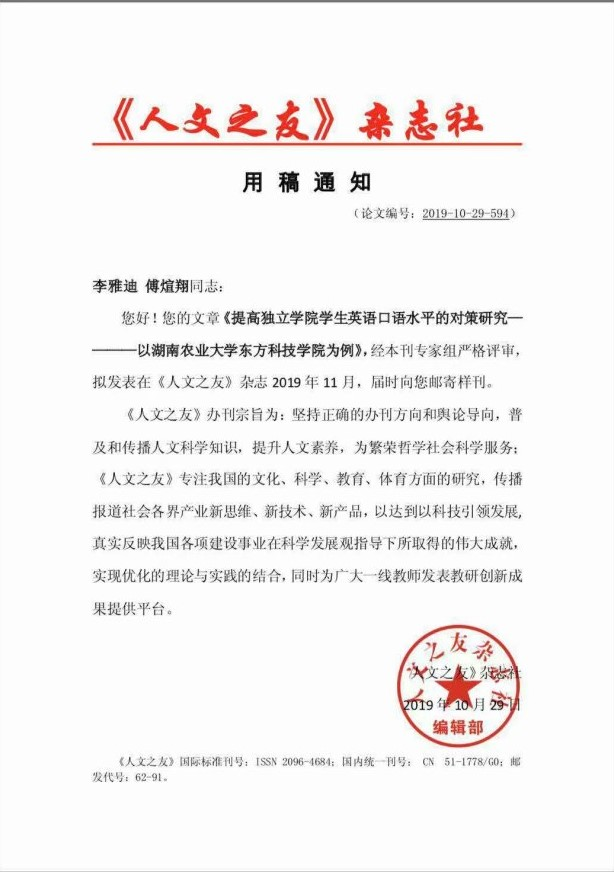 《人文之友》杂志社
用稿通知
（论文编号：2019-10-29-594）
李雅迪 傅煊翔同志：
您好！您的文章《提高独立学院学生英语口语水平的对策研究—
———以湖南农业大学东方科技学院为例》，经本刊专家组严格评审，
拟发表在《人文之友》杂志 2019 年 11 月，届时向您邮寄样刊。
《人文之友》办刊宗旨为：坚持正确的办刊方向和舆论导向，普
及和传播人文科学知识，提升人文素养，为繁荣哲学社会科学服务；
《人文之友》专注我国的文化、科学、教育、体育方面的研究，传播
报道社会各界产业新思维、新技术、新产品，以达到以科技引领发展，
真实反映我国各项建设事业在科学发展观指导下所取得的伟大成就，
实现优化的理论与实践的结合，同时为广大一线教师发表教研创新成
果提供平台。
《人文之友》杂志社
2019 年 10 月 29 日
人文之友杂志社
编辑部
《人文之友》国际标准刊号：ISSN 2096-4684；国内统一刊号： CN 51-1778/G0；邮
发代号：62-91。